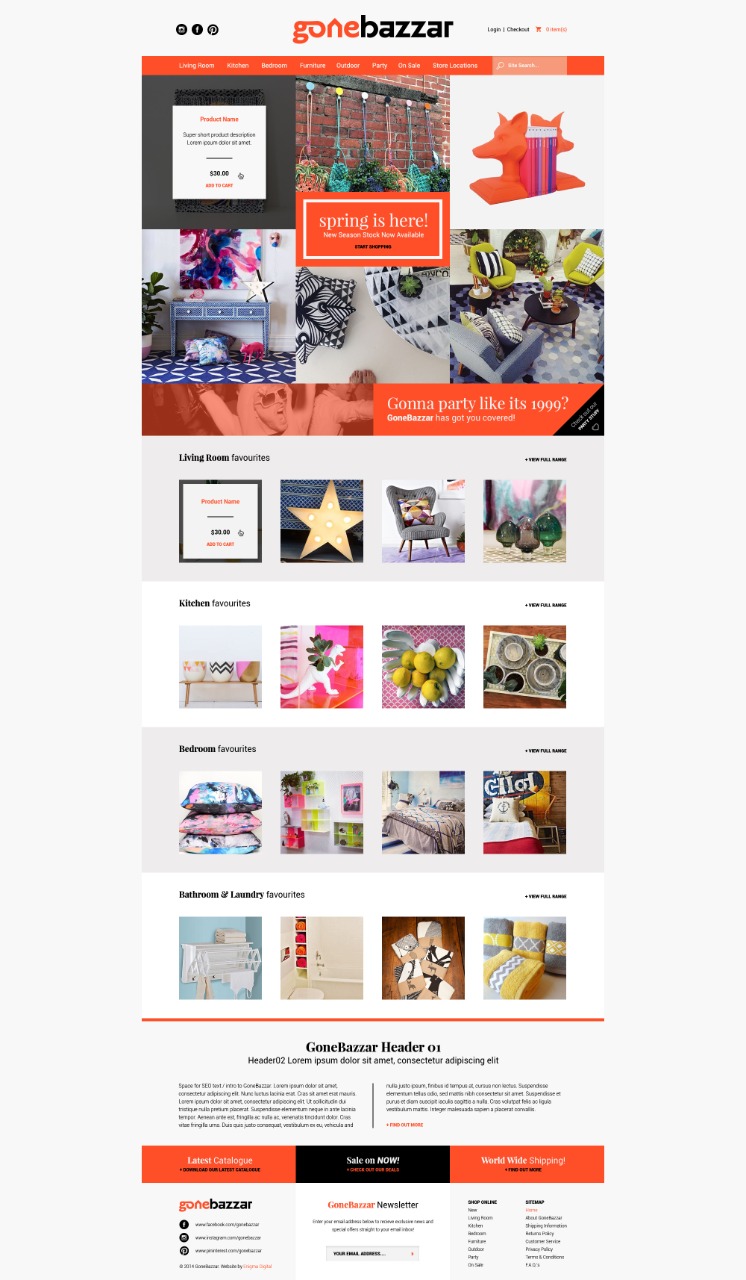 gonebazzar
Login | Checkout 0 item(s)
Living Room Kitchen Bedroom Furniture Outdoor Party On Sale Store Locations Site Search...
Product Name
Super short product description
Lorem ipsum dolor sit amet.
$30.00
ADD TO CART
spring is here!
New Season Stock Now Available
START SHOPPING
Gonna party like its 1999?
GoneBazzar has got you covered!
Check out our
PARTY STUFF
Living Room favourites
+ VIEW FULL RANGE
Product Name
$30.00
ADD TO CART
Kitchen favourites
+ VIEW FULL RANGE
Bedroom favourites
+ VIEW FULL RANGE
Bathroom & Laundry favourites
+ VIEW FULL RANGE
GoneBazzar Header 01
Header02 Lorem ipsum dolor sit amet, consectetur adipiscing elit
Space for SEO text / intro to GoneBazzar. Lorem ipsum dolor sit amet,
consectetur adipiscing elit. Nunc luctus lacinia erat. Cras sit amet erat mauris.
Lorem ipsum dolor sit amet, consectetur adipiscing elit. Ut sollicitudin dui
tristique nulla pretium placerat. Suspendisse elementum neque in ante lacinia
tempor. Aenean ante est, fringilla ac nulla ac, venenatis tincidunt dolor. Cras
vitae fringilla urna. Duis quis justo consequat, vestibulum ex eu, vehicula and
nulla justo ipsum, finibus id tempus at, cursus non lectus. Suspendisse
elementum tellus odio, sed mattis nibh consectetur sit amet. Suspendisse et
purus et diam suscipit iaculis sagittis a nulla. Cras volutpat felis ac ligula
vestibulum mattis. Integer malesuada sapien a placerat convallis.
+ FIND OUT MORE
Latest Catalogue
+ DOWNLOAD OUR LATEST CATALOGUE
Sale on NOW!
+ CHECK OUT OUR DEALS
World Wide Shipping!
+ FIND OUT MORE
gonebazzar
www.facebook.com/gonebazzar
www.instagram.com/gonebazzar
www.printerest.com/gonebazzar
© 2014 GoneBazzar. Website by Enigma Digital
GoneBazzar Newsletter
Enter your email address below to recieve exclusive news and
special offers straight to your email inbox!
YOUR EMAIL ADDRESS....
SHOP ONLINE
New
Living Room
Kitchen
Bedroom
Furniture
Outdoor
Party
On Sale
SITEMAP
Home
About GoneBazzar
Shipping Information
Returns Policy
Customer Service
Privacy Policy
Terms & Conditions
F.A.Q's